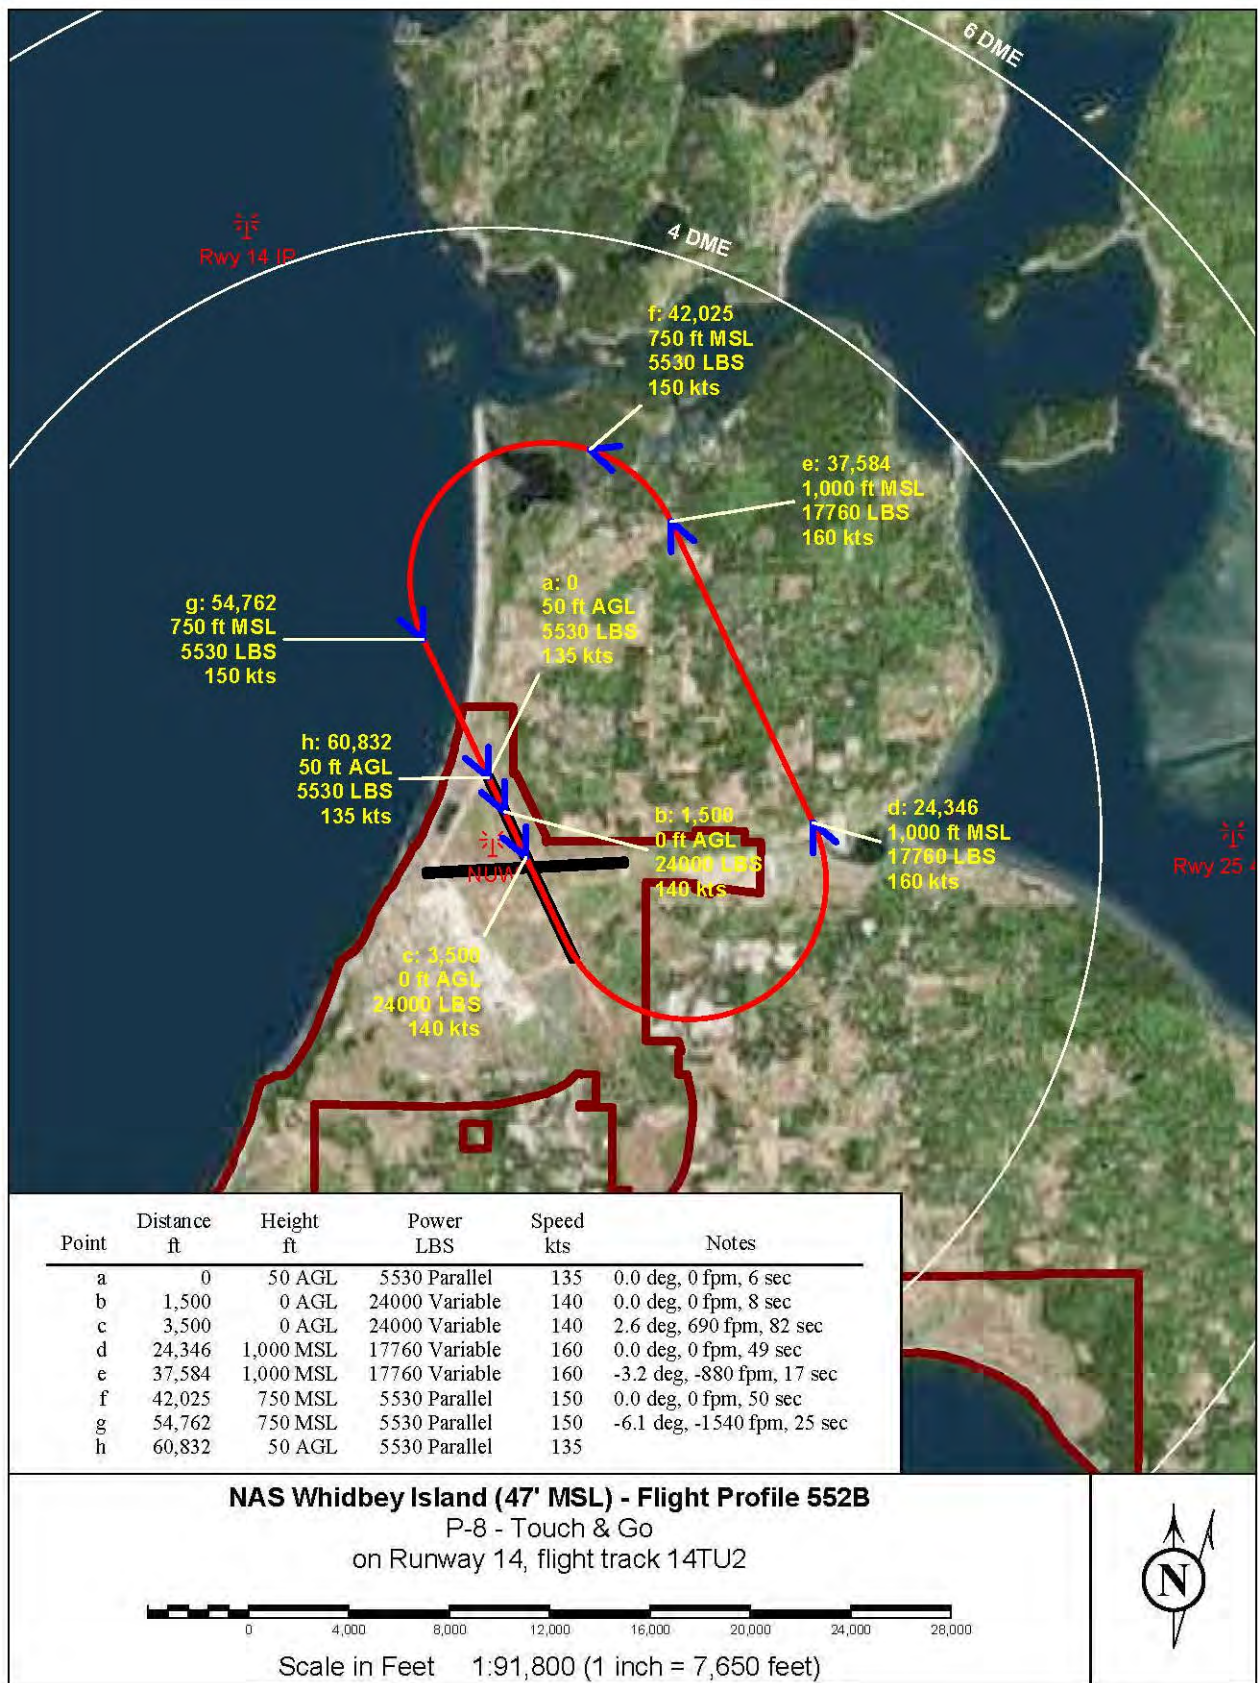 6 DME
4 DME
Rwy 14 IR
f: 42,025
750 ft MSL
5530 LBS
150 kts
e: 37,584
1,000 ft MSL
17760 LBS
160 kts
a: 0
50 ft AGL
5530 LBS
135 kts
g: 54,762
750 ft MSL
5530 LBS
150 kts
h: 60,832
50 ft AGL
5530 LBS
135 kts
b: 1,500
0 ft AGL
24000 LBS
140 kts
d: 24,346
1,000 ft MSL
17760 LBS
160 kts
Rwy 25
NUW
c: 3,500
0 ft AGL
24000 LBS
140 kts
Point Distance ft Height ft Power LBS Speed kts Notes
a 0 50 AGL 5530 Parallel 135 0.0 deg, 0 fpm, 6 sec
b 1,500 0 AGL 24000 Variable 140 0.0 deg, 0 fpm, 8 sec
c 3,500 0 AGL 24000 Variable 140 2.6 deg, 690 fpm, 82 sec
d 24,346 1,000 MSL 17760 Variable 160 0.0 deg, 0 fpm, 49 sec
e 37,584 1,000 MSL 17760 Variable 160 -3.2 deg, -880 fpm, 17 sec
f 42,025 750 MSL 5530 Parallel 150 0.0 deg, 0 fpm, 50 sec
g 54,762 750 MSL 5530 Parallel 150 -6.1 deg, -1540 fpm, 25 sec
h 60,832 50 AGL 5530 Parallel 135
NAS Whidbey Island (47' MSL) - Flight Profile 552B
P-8 - Touch & Go
on Runway 14, flight track 14TU2
0 4,000 8,000 12,000 16,000 20,000 24,000 28,000
Scale in Feet 1:91,800 (1 inch = 7,650 feet)
N